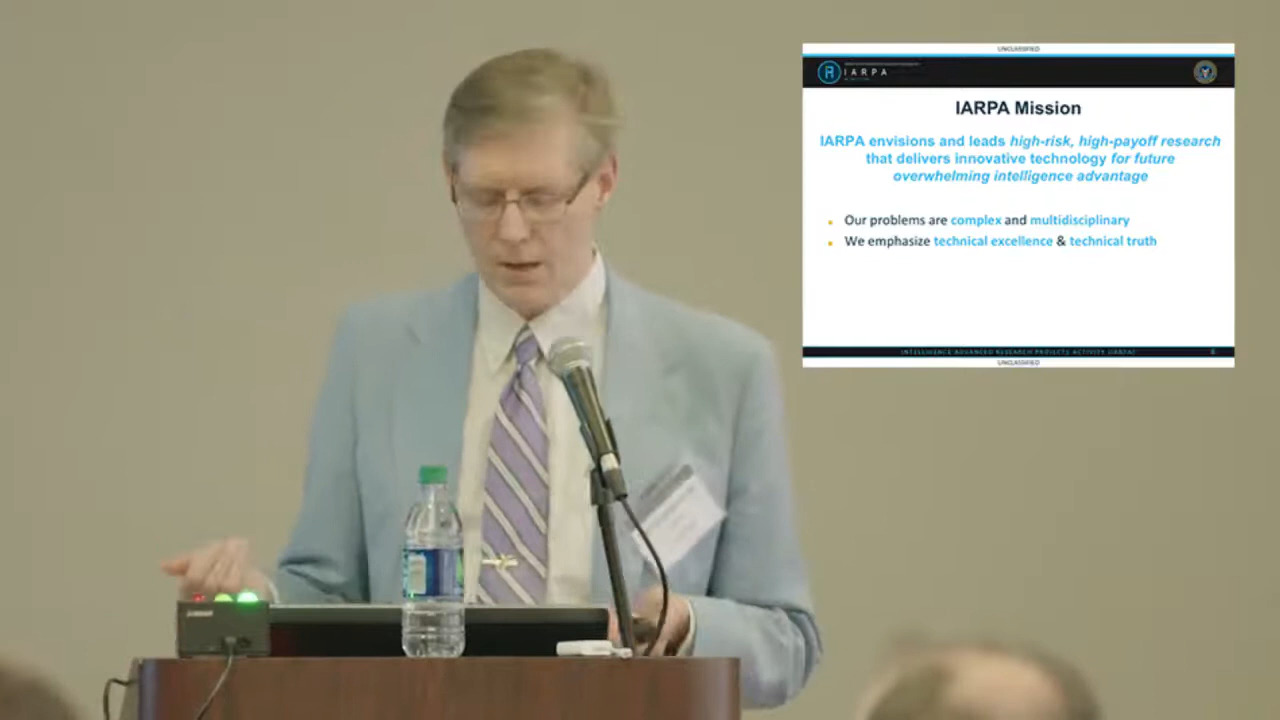 UNCLASSIFIED
IARPA
IARPA Mission
IARPA envisions and leads high-risk, high-payoff research
that delivers innovative technology for future
overwhelming intelligence advantage
Our problems are complex and multidisciplinary
We emphasize technical excellence & technical truth
INTELLIGENCE ADVANCED RESEARCH PROJECTS ACTIVITY (IARPA)
UNCLASSIFIED